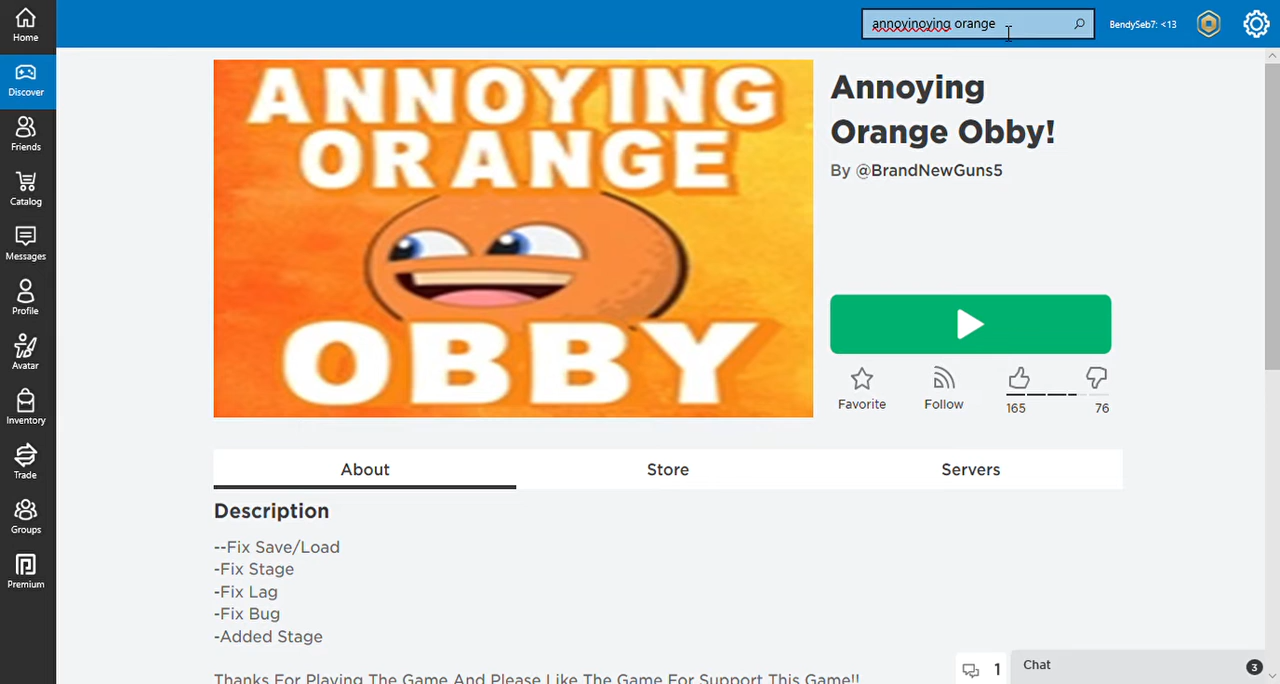 Home
annoyinoying orange
BendySeb7: <13
Discover
Friends
Catalog
Messages
Profile
Avatar
Inventory
Trade
Groups
Premium
ANNOYING
ORANGE
OBBY
Annoying
Orange Obby!
By @BrandNewGuns5
Favorite
Follow
165
76
About
Store
Servers
Description
--Fix Save/Load
-Fix Stage
-Fix Lag
-Fix Bug
-Added Stage
Thanks For Playing The Game And Please Like The Game For Support This Game!!
1
Chat
3